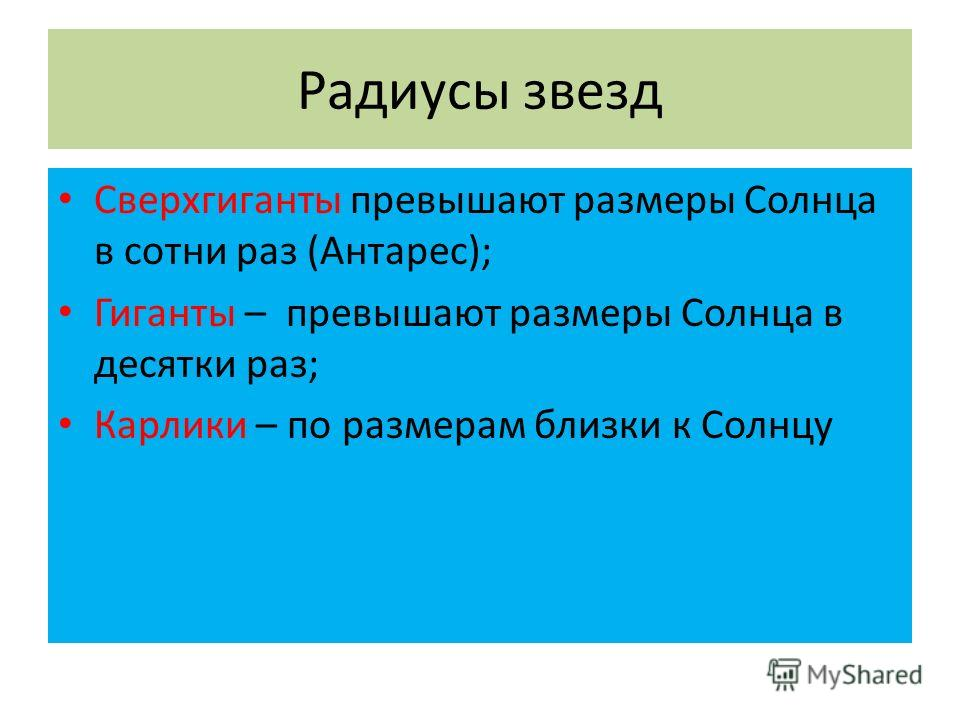 Радиусы звезд
• Сверхгиганты превышают размеры Солнца
в сотни раз (Антарес);
• Гиганты –  превышают размеры Солнца в
десятки раз;
• Карлики – по размерам близки к Солнцу
MyShared